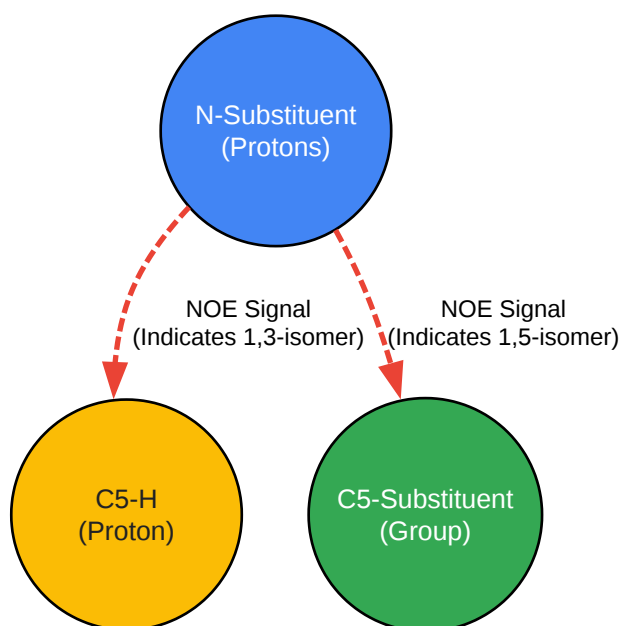 N-Substituent
(Protons)
NOE Signal
(Indicates 1,3-isomer)
NOE Signal
(Indicates 1,5-isomer)
C5-H
(Proton)
C5-Substituent
(Group)